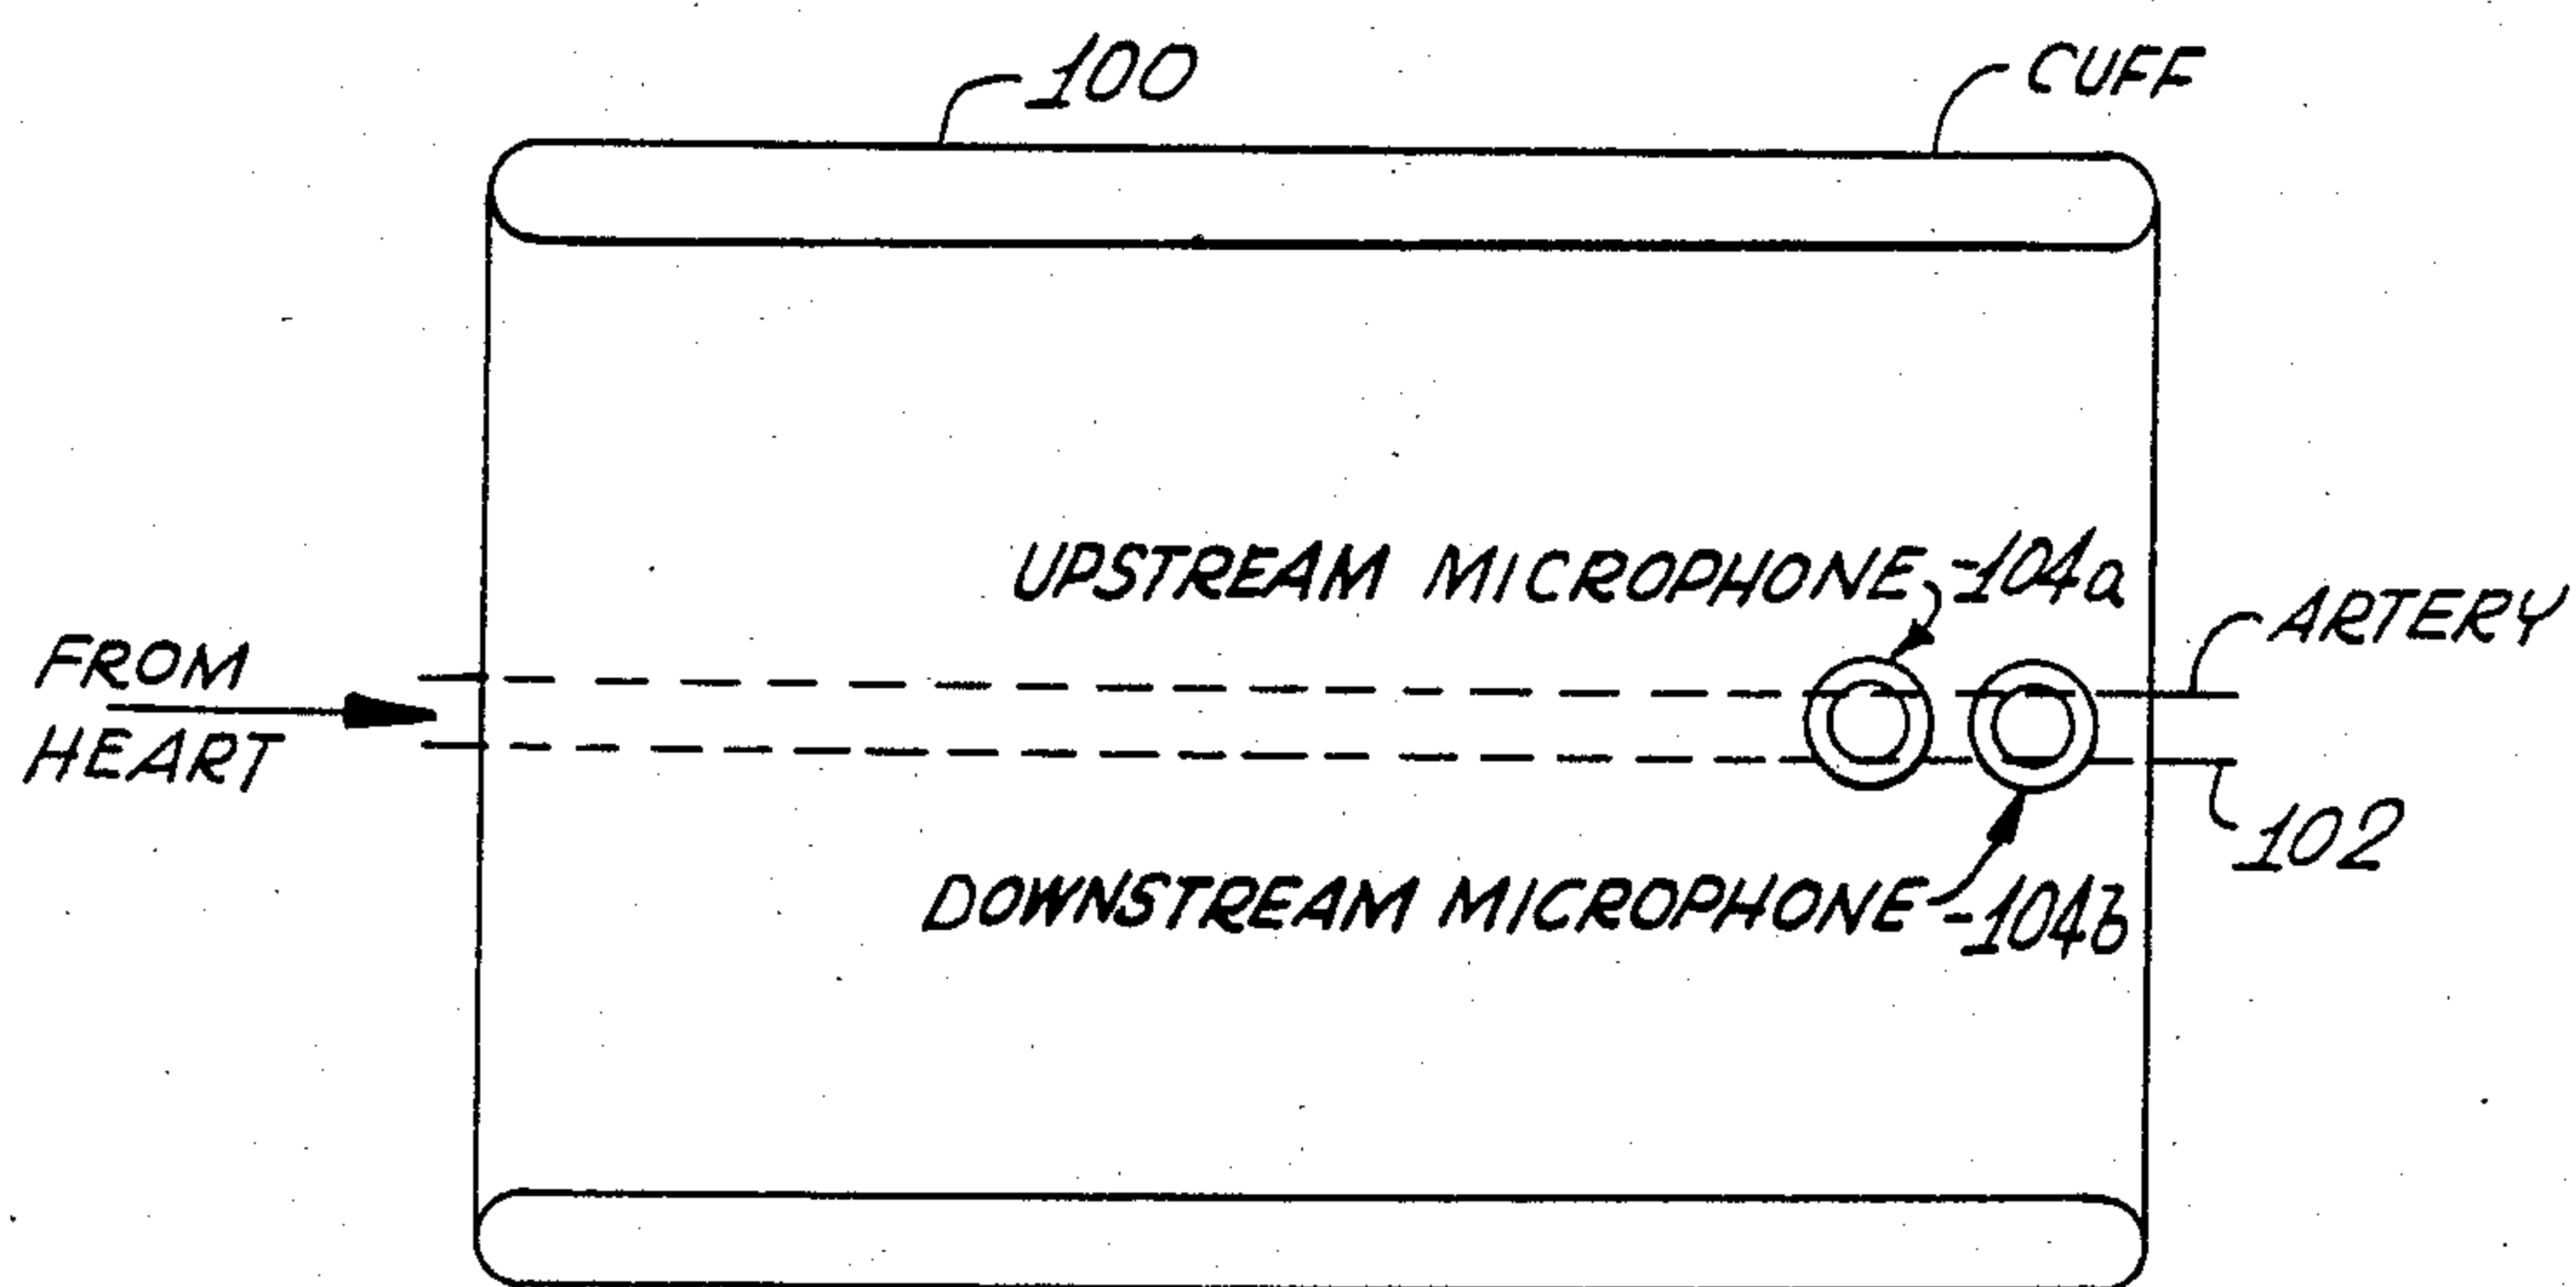 100
CUFF
UPSTREAM MICROPHONE -104a
ARTERY
FROM
HEART
102
DOWNSTREAM MICROPHONE -104b